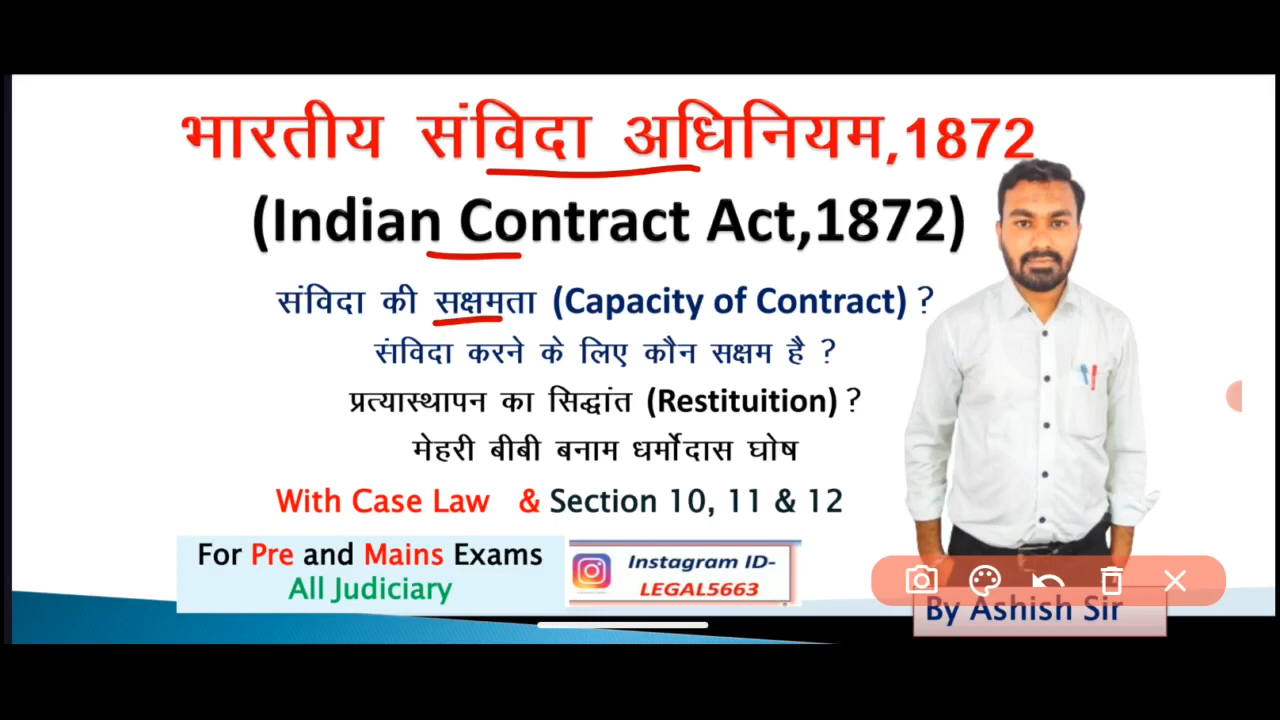 भारतीय संविदा अधिनियम,1872
(Indian Contract Act,1872)
संविदा की सक्षमता (Capacity of Contract) ?
संविदा करने के लिए कौन सक्षम है ?
प्रत्यास्थापन का सिद्धांत (Restituition) ?
मेहरी बीबी बनाम धर्मोदास घोष
With Case Law & Section 10, 11 & 12
For Pre and Mains Exams
All Judiciary
Instagram ID-
LEGAL5663
By Ashish Sir